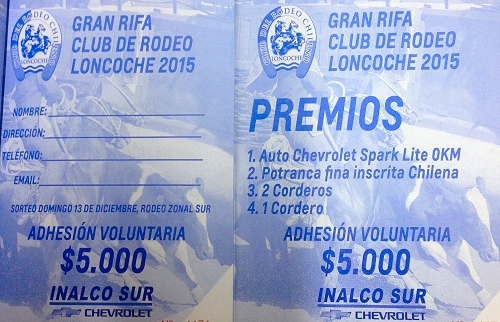 GRAN RIFA
CLUB DE RODEO
LONCOCHE 2015
LONCOCHE
NOMBRE:
DIRECCIÓN:
TELÉFONO:
EMAIL:
SORTEO DOMINGO 13 DE DICIEMBRE, RODEO ZONAL SUR
ADHESIÓN VOLUNTARIA
$5.000
INALCO SUR
CHEVROLET
GRAN RIFA
CLUB DE RODEO
LONCOCHE 2015
LONCOCHE
PREMIOS
1. Auto Chevrolet Spark Lite 0KM
2. Potranca fina inscrita Chilena
3. 2 Corderos
4. 1 Cordero
ADHESIÓN VOLUNTARIA
$5.000
INALCO SUR
CHEVROLET